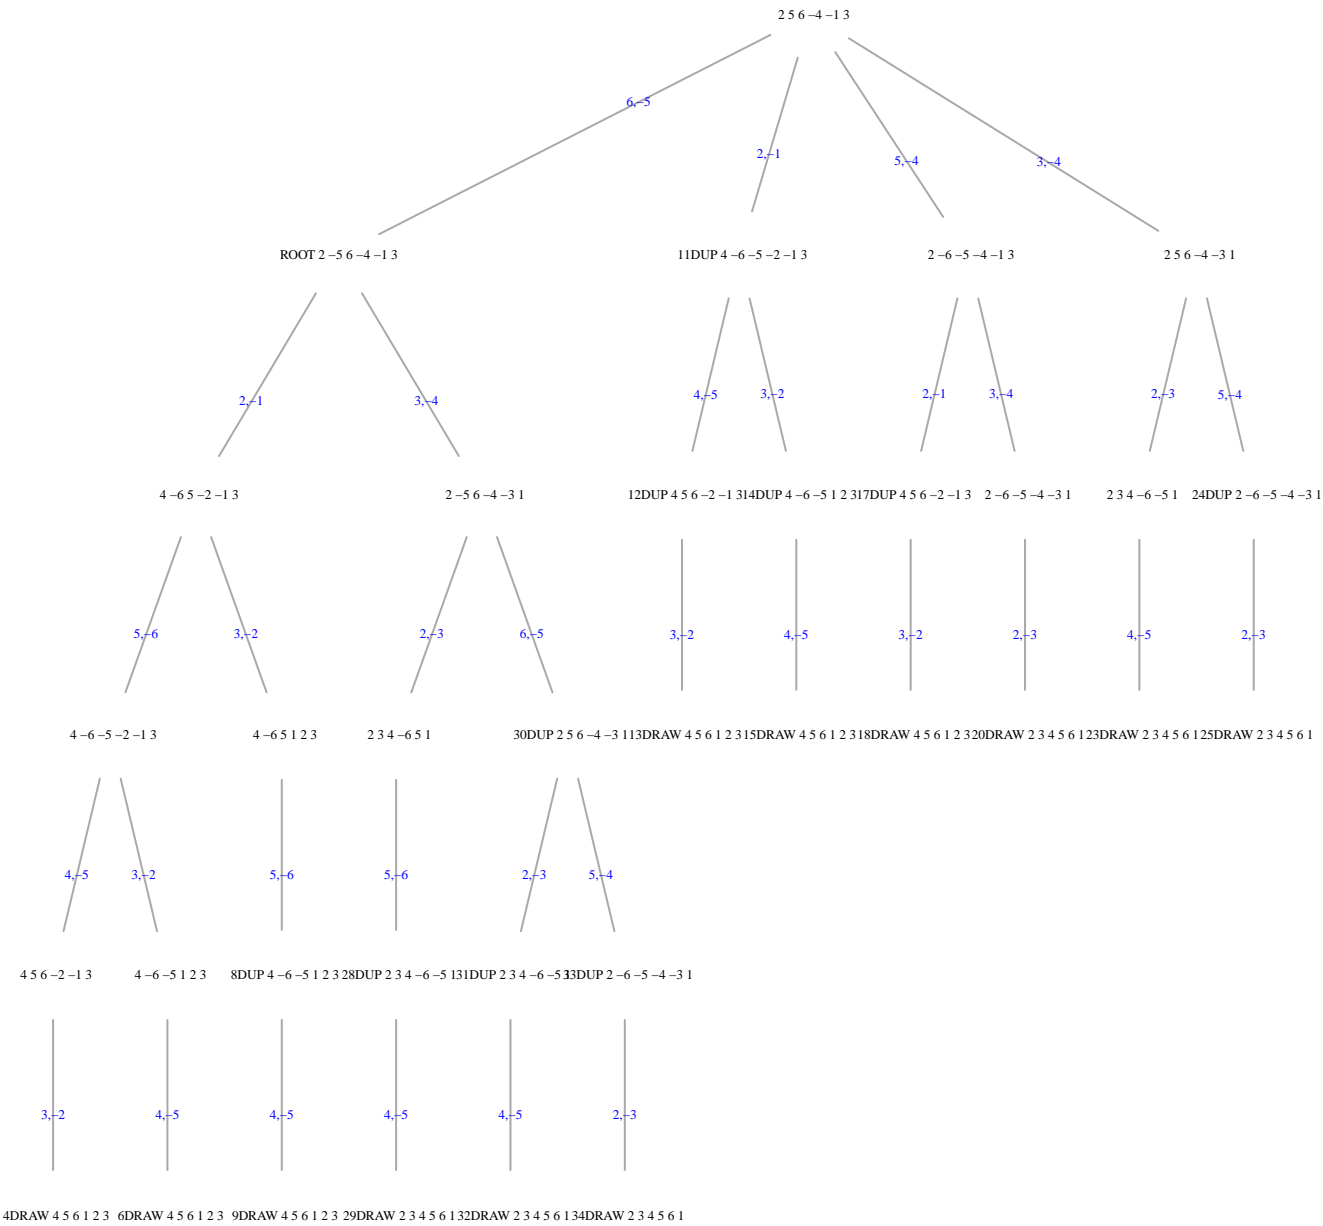 2 5 6 −4 −1 3
6,−5
2,−1
5,−4
3,−4
ROOT 2 −5 6 −4 −1 3
11DUP 4 −6 −5 −2 −1 3
2 −6 −5 −4 −1 3
2 5 6 −4 −3 1
2,−1
3,−4
4,−5
3,−2
2,−1
3,−4
2,−3
5,−4
4 −6 5 −2 −1 3
2 −5 6 −4 −3 1
12DUP 4 5 6 −2 −1 3
14DUP 4 −6 −5 1 2 3
17DUP 4 5 6 −2 −1 3
2 −6 −5 −4 −3 1
2 3 4 −6 −5 1
24DUP 2 −6 −5 −4 −3 1
5,−6
3,−2
2,−3
6,−5
3,−2
4,−5
3,−2
2,−3
4,−5
2,−3
4 −6 −5 −2 −1 3
4 −6 5 1 2 3
2 3 4 −6 5 1
30DUP 2 5 6 −4 −3 1
13DRAW 4 5 6 1 2 3
15DRAW 4 5 6 1 2 3
18DRAW 4 5 6 1 2 3
20DRAW 2 3 4 5 6 1
23DRAW 2 3 4 5 6 1
25DRAW 2 3 4 5 6 1
4,−5
3,−2
5,−6
5,−6
2,−3
5,−4
4 5 6 −2 −1 3
4 −6 −5 1 2 3
8DUP 4 −6 −5 1 2 3
28DUP 2 3 4 −6 −5 1
31DUP 2 3 4 −6 −5 1
33DUP 2 −6 −5 −4 −3 1
3,−2
4,−5
4,−5
4,−5
4,−5
2,−3
4DRAW 4 5 6 1 2 3
6DRAW 4 5 6 1 2 3
9DRAW 4 5 6 1 2 3
29DRAW 2 3 4 5 6 1
32DRAW 2 3 4 5 6 1
34DRAW 2 3 4 5 6 1